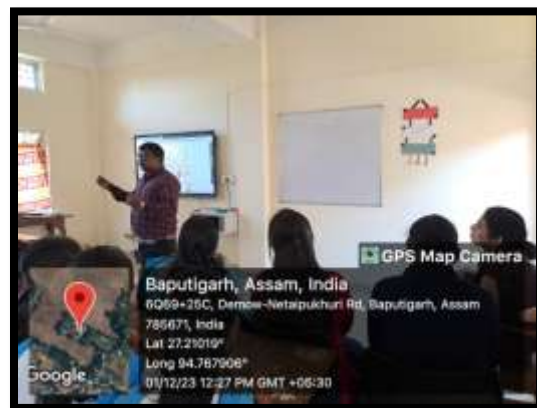 GPS Map Camera
Baputigarh, Assam, India
6Q69+25C, Demow-Netaipukhuri Rd, Baputigarh, Assam
785671, India
Lat 27.21019°
Long 94.767906°
01/12/23 12:27 PM GMT +05:30
Google